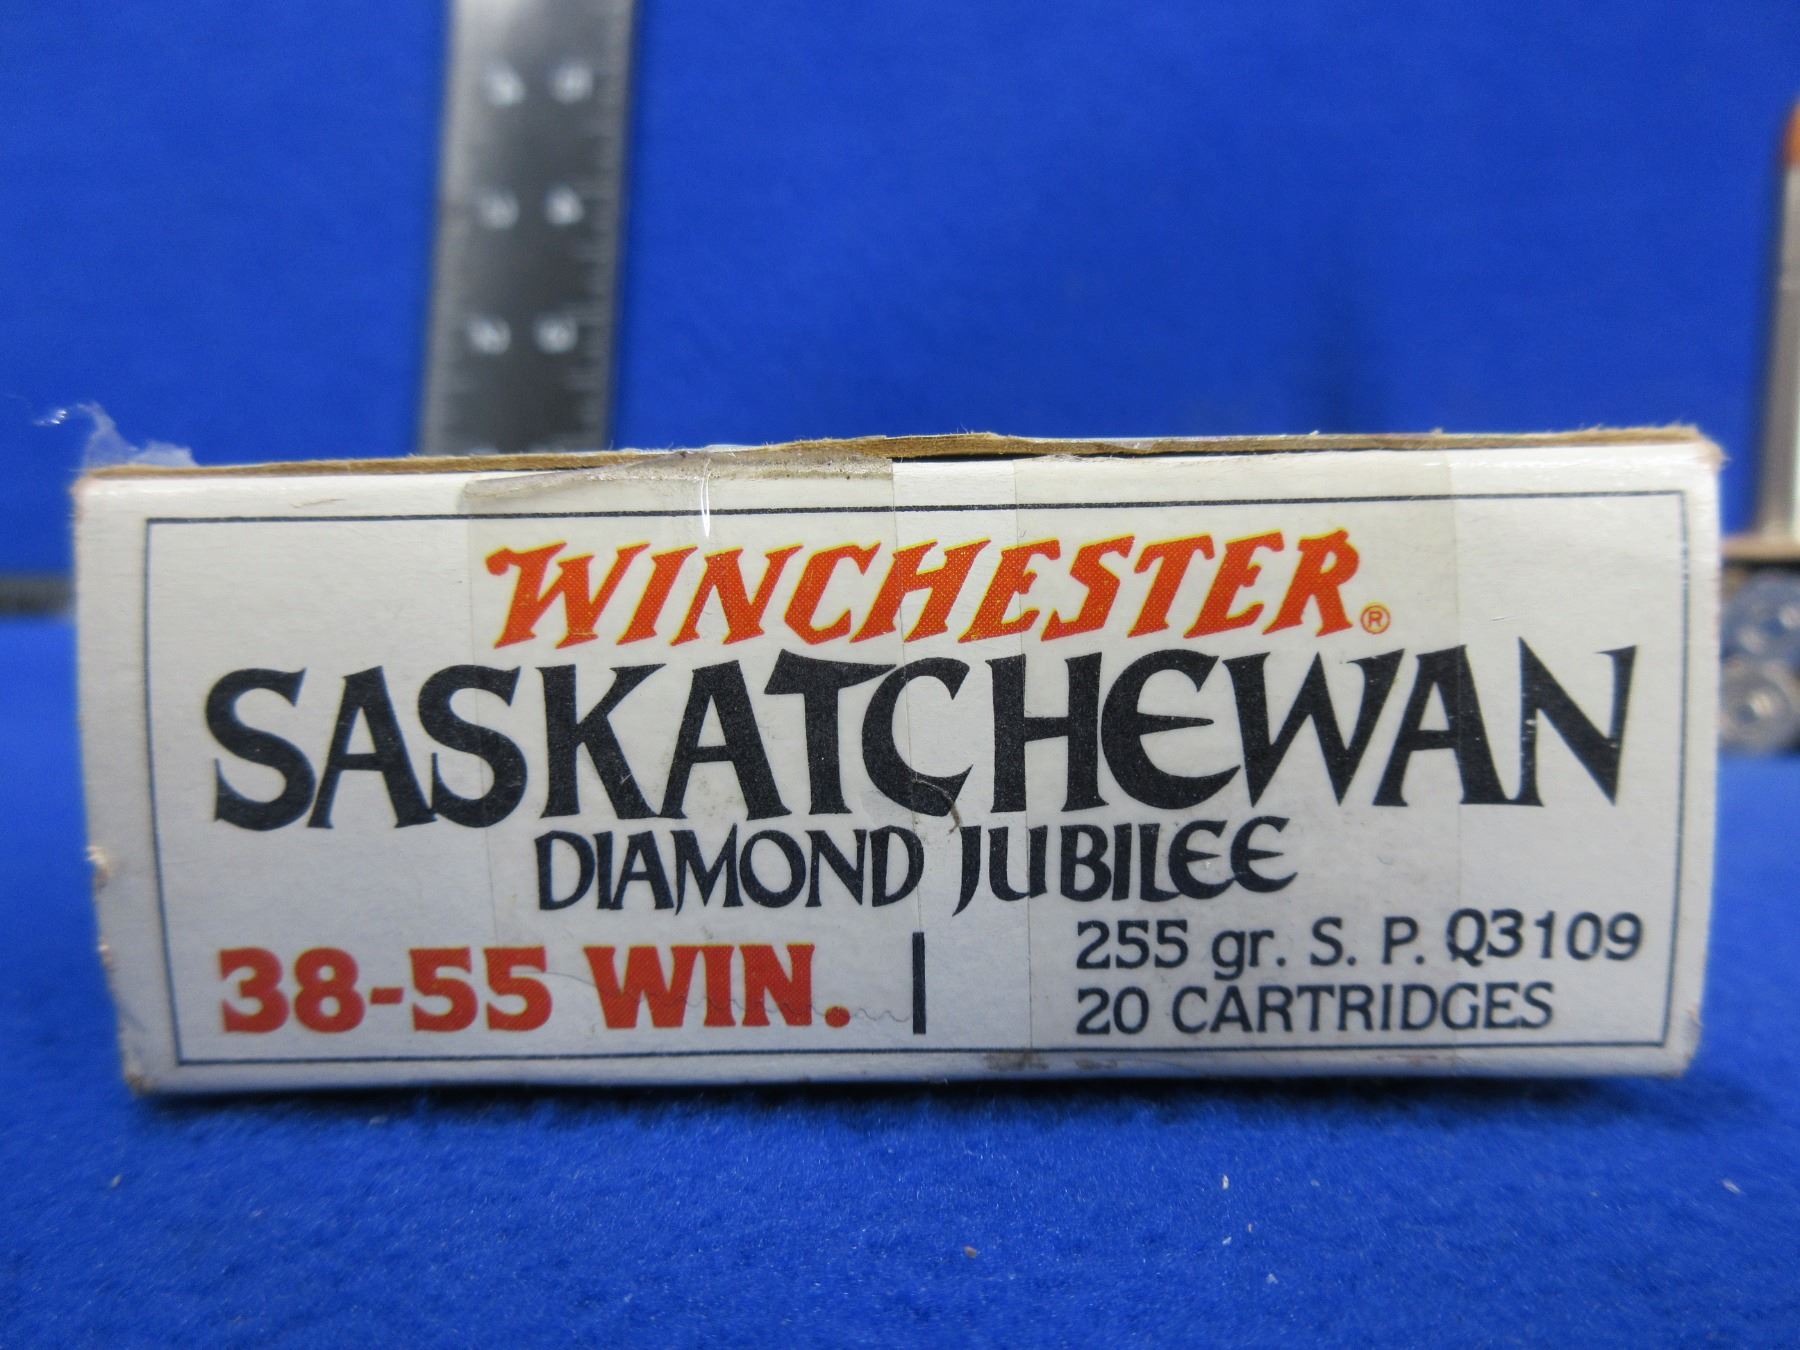 WINCHESTER®
SASKATCHEWAN
DIAMOND JUBILEE
38-55 WIN.
255 gr. S. P. Q3109
20 CARTRIDGES